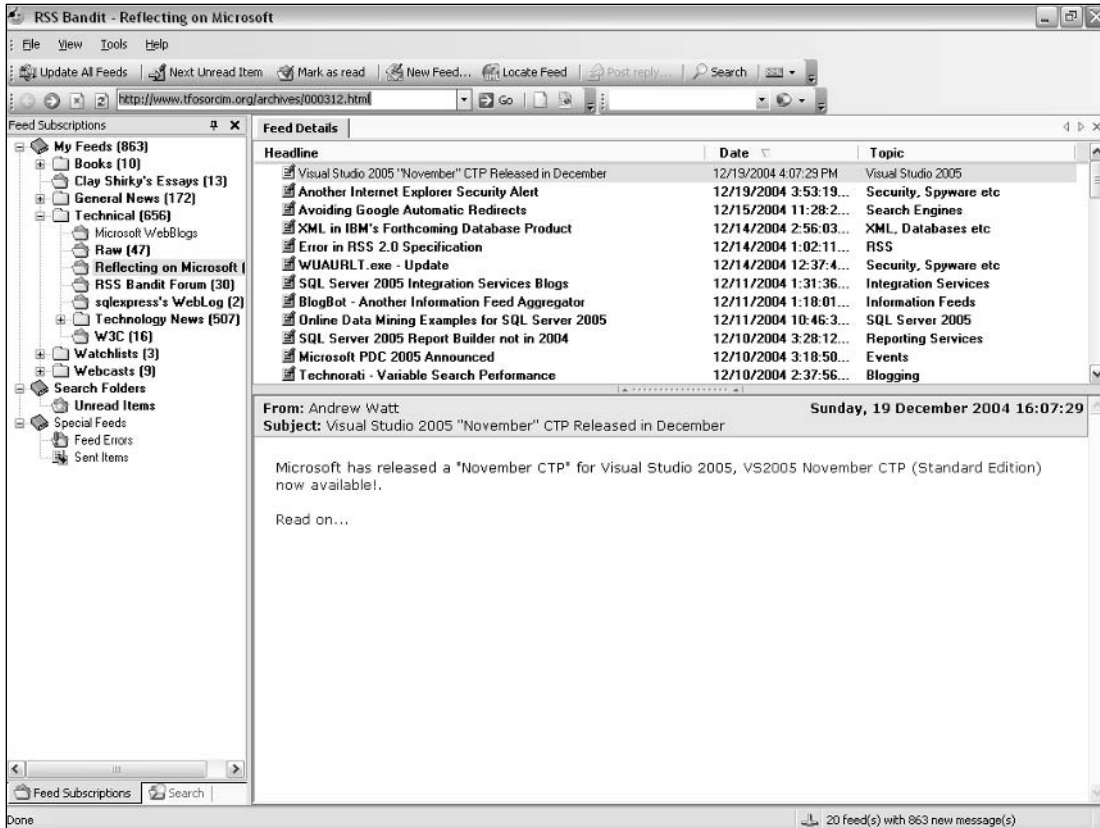 RSS Bandit - Reflecting on Microsoft
File View Tools Help
Update All Feeds Next Unread Item Mark as read New Feed... Locate Feed Post reply... Search
http://www.tfosorcim.org/archives/000312.html Go
Feed Subscriptions
My Feeds (863)
Books (10)
Clay Shirky's Essays (13)
General News (172)
Technical (656)
Microsoft WebBlogs
Raw (47)
Reflecting on Microsoft (
RSS Bandit Forum (30)
sqlexpress's WebLog (2)
Technology News (507)
W3C (16)
Watchlists (3)
Webcasts (9)
Search Folders
Unread Items
Special Feeds
Feed Errors
Sent Items
Feed Subscriptions Search
Feed Details
Headline Date Topic
Visual Studio 2005 "November" CTP Released in December 12/19/2004 4:07:29 PM Visual Studio 2005
Another Internet Explorer Security Alert 12/19/2004 3:53:19... Security, Spyware etc
Avoiding Google Automatic Redirects 12/15/2004 11:28:2... Search Engines
XML in IBM's Forthcoming Database Product 12/14/2004 2:56:03... XML, Databases etc
Error in RSS 2.0 Specification 12/14/2004 1:02:11... RSS
WUAURLT.exe - Update 12/14/2004 12:37:4... Security, Spyware etc
SQL Server 2005 Integration Services Blogs 12/11/2004 1:31:36... Integration Services
BlogBot - Another Information Feed Aggregator 12/11/2004 1:18:01... Information Feeds
Online Data Mining Examples for SQL Server 2005 12/11/2004 10:46:3... SQL Server 2005
SQL Server 2005 Report Builder not in 2004 12/10/2004 3:28:12... Reporting Services
Microsoft PDC 2005 Announced 12/10/2004 3:18:50... Events
Technorati - Variable Search Performance 12/10/2004 2:37:56... Blogging
From: Andrew Watt Sunday, 19 December 2004 16:07:29
Subject: Visual Studio 2005 "November" CTP Released in December
Microsoft has released a "November CTP" for Visual Studio 2005, VS2005 November CTP (Standard Edition)
now available!.
Read on...
Done 20 feed(s) with 863 new message(s)